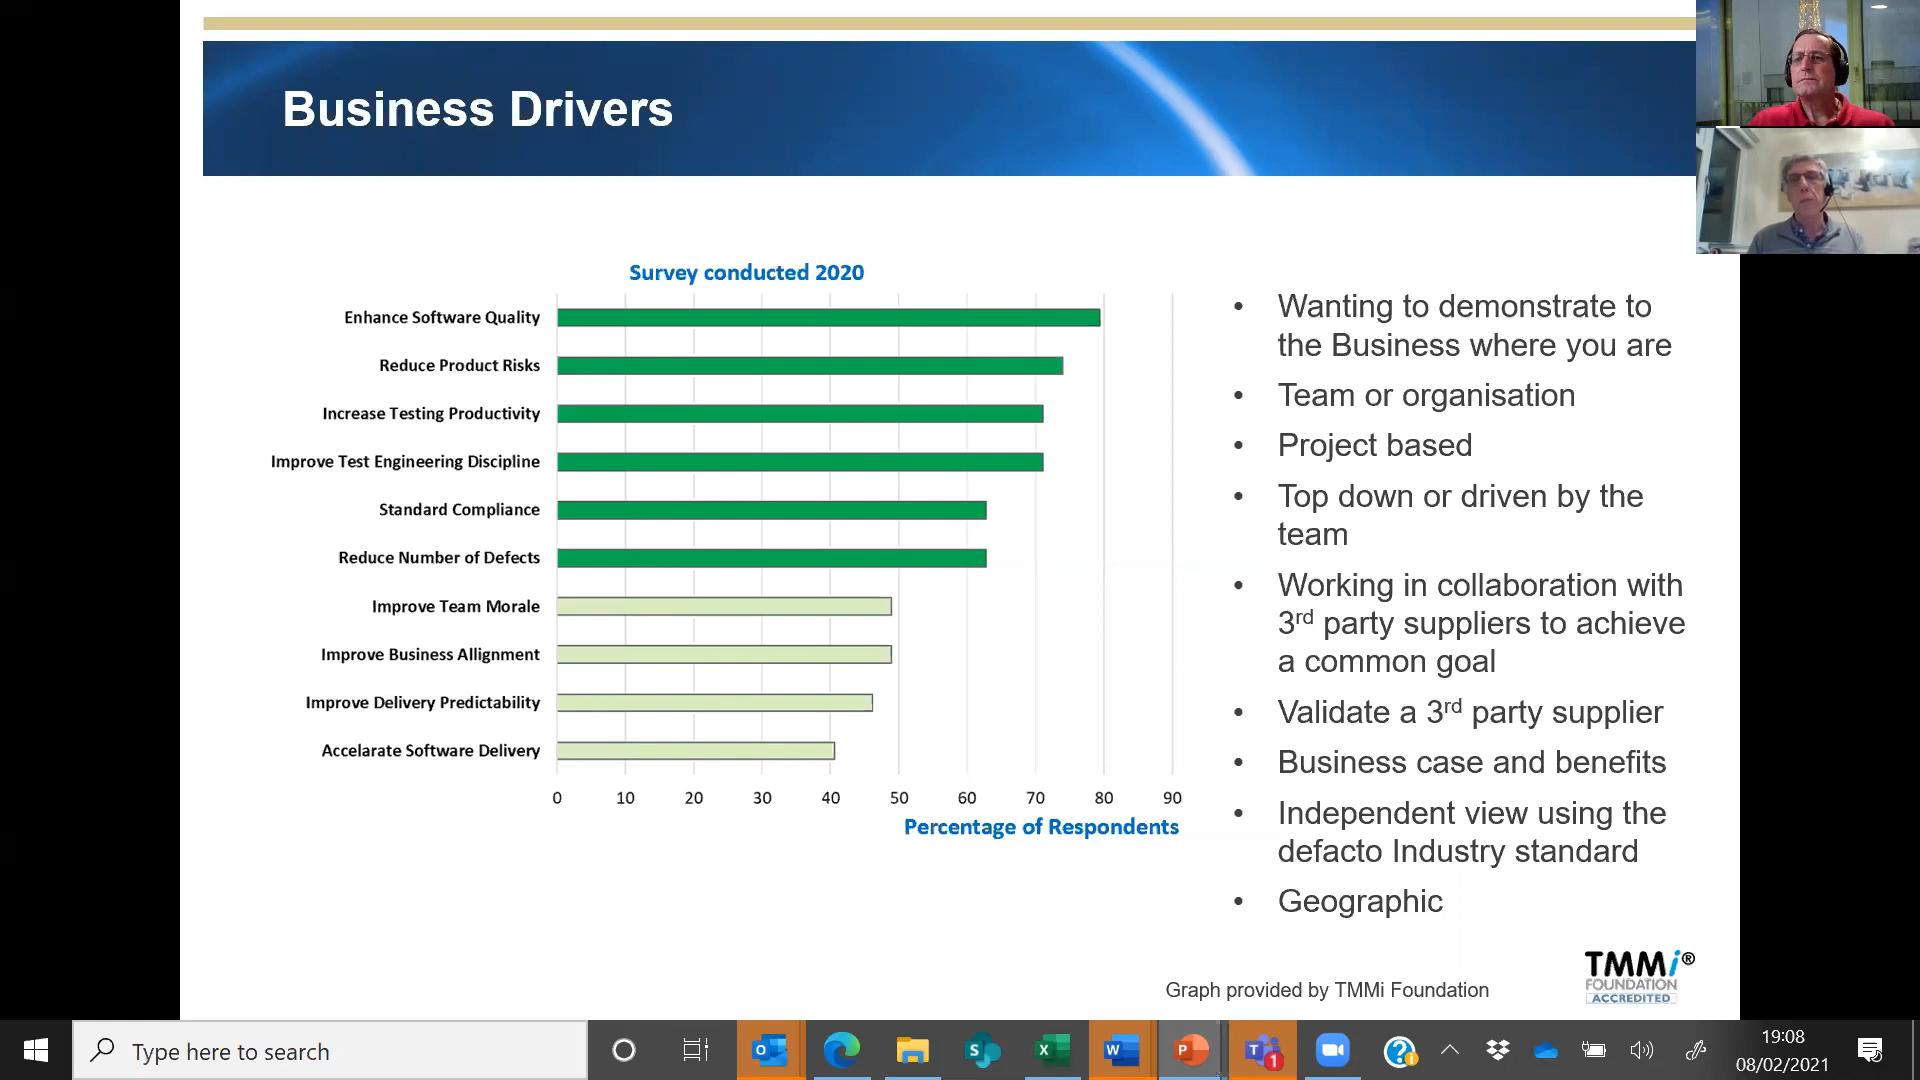 Business Drivers
Survey conducted 2020
Enhance Software Quality
Reduce Product Risks
Increase Testing Productivity
Improve Test Engineering Discipline
Standard Compliance
Reduce Number of Defects
Improve Team Morale
Improve Business Allignment
Improve Delivery Predictability
Accelarate Software Delivery
0 10 20 30 40 50 60 70 80 90
Percentage of Respondents
• Wanting to demonstrate to
the Business where you are
• Team or organisation
• Project based
• Top down or driven by the
team
• Working in collaboration with
3rd party suppliers to achieve
a common goal
• Validate a 3rd party supplier
• Business case and benefits
• Independent view using the
defacto Industry standard
• Geographic
Graph provided by TMMi Foundation
TMMi®
FOUNDATION
ACCREDITED
Type here to search
19:08
08/02/2021